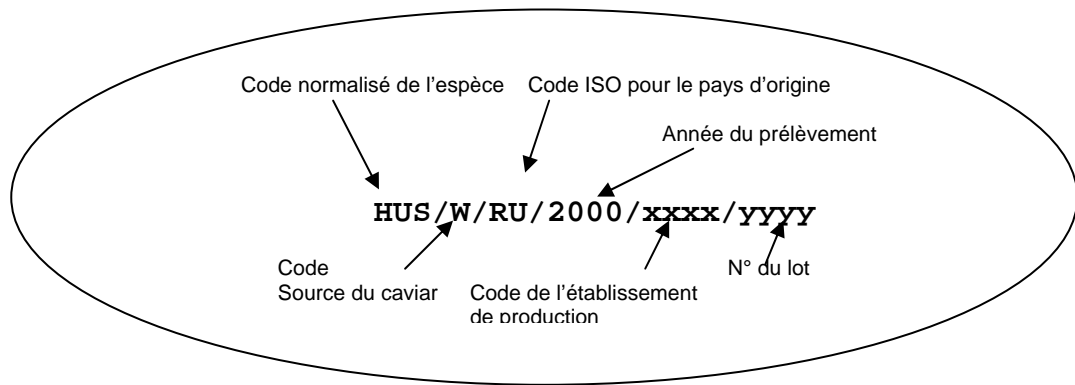 Code normalisé de l'espèce Code ISO pour le pays d'origine
Année du prélèvement
HUS/W/RU/2000/xxxx/yyyy
Code
Source du caviar
Code de l'établissement
de production
N° du lot